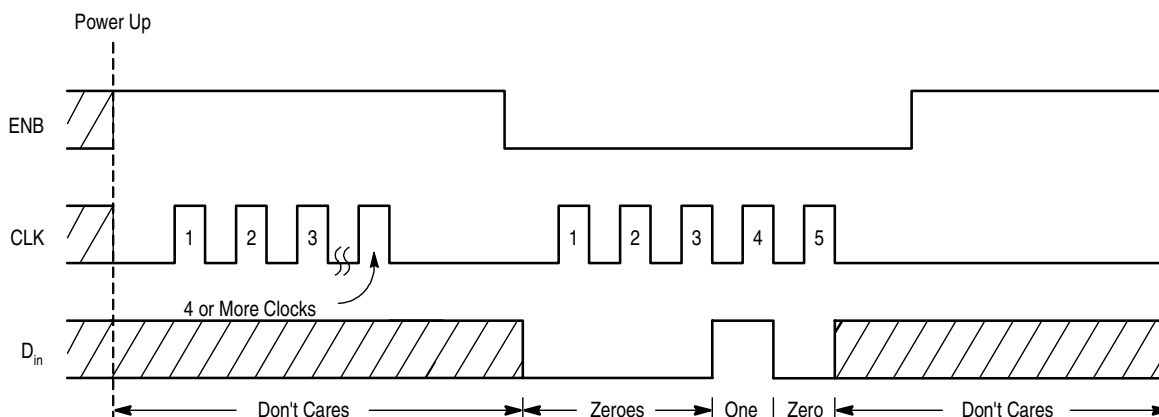 Power Up
ENB
CLK
1 2 3
1 2 3 4 5
4 or More Clocks
Din
Don't Cares Zeroes One Zero Don't Cares